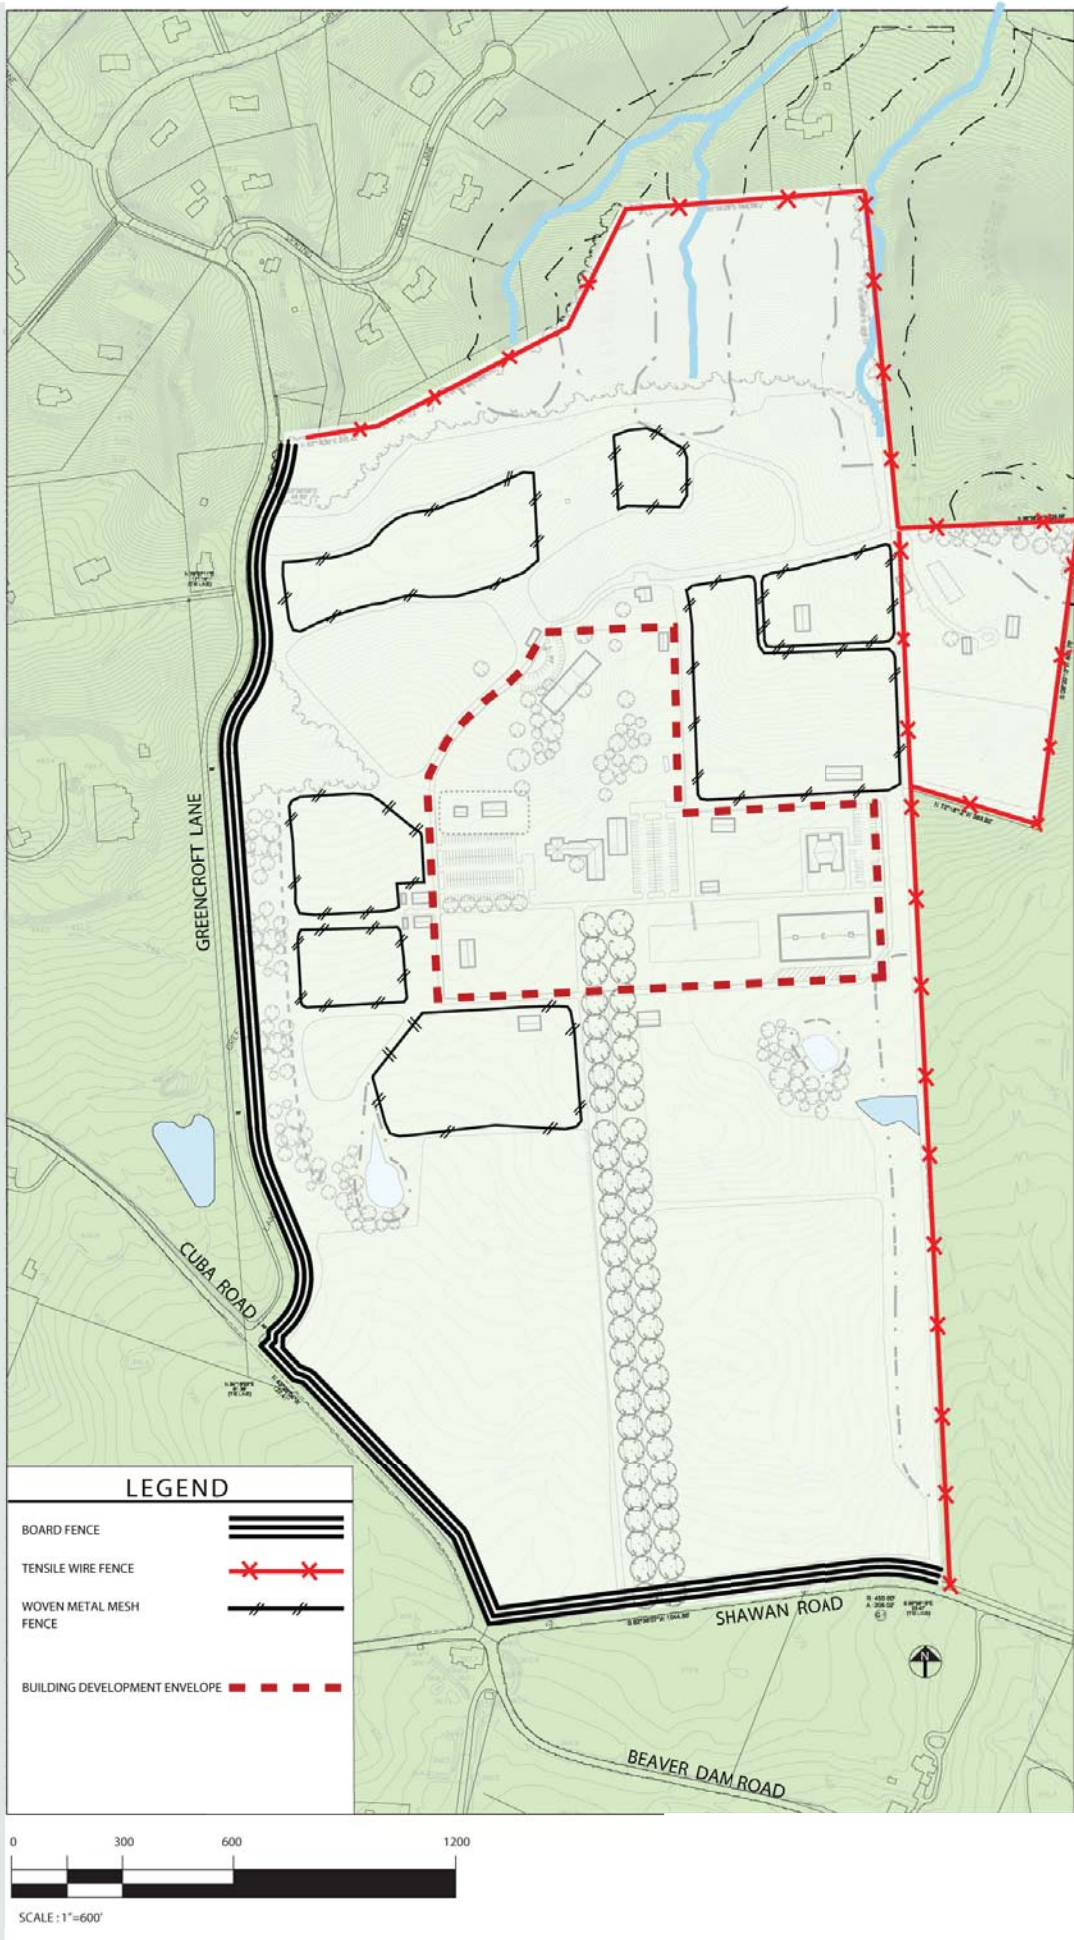 GREENCROFT LANE
CUBA ROAD
SHAWAN ROAD
N
BEAVER DAM ROAD
LEGEND
BOARD FENCE
TENSILE WIRE FENCE
WOVEN METAL MESH
FENCE
BUILDING DEVELOPMENT ENVELOPE
0 300 600 1200
SCALE : 1"=600'